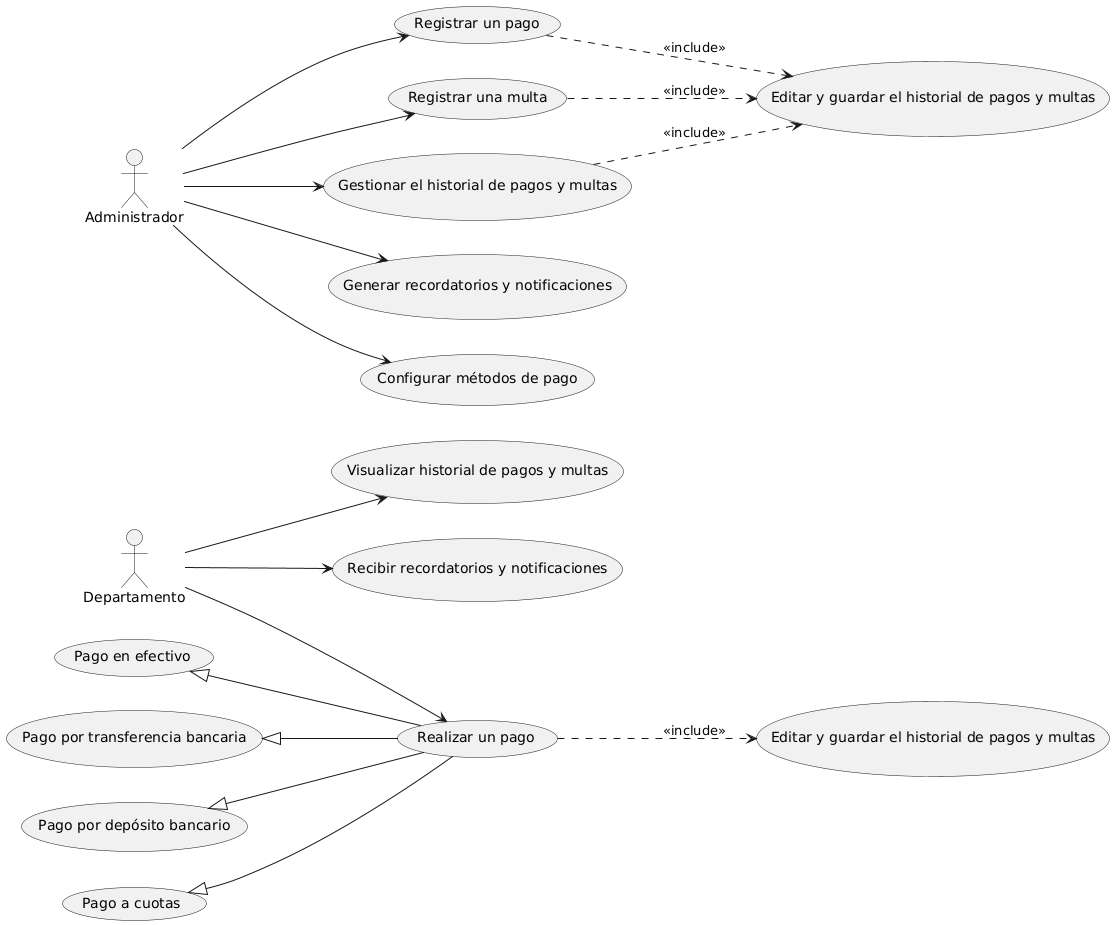 Registrar un pago
«include»
Registrar una multa
«include»
Editar y guardar el historial de pagos y multas
«include»
Gestionar el historial de pagos y multas
Administrador
Generar recordatorios y notificaciones
Configurar métodos de pago
Visualizar historial de pagos y multas
Recibir recordatorios y notificaciones
Departamento
Pago en efectivo
Pago por transferencia bancaria
Realizar un pago
«include»
Editar y guardar el historial de pagos y multas
Pago por depósito bancario
Pago a cuotas